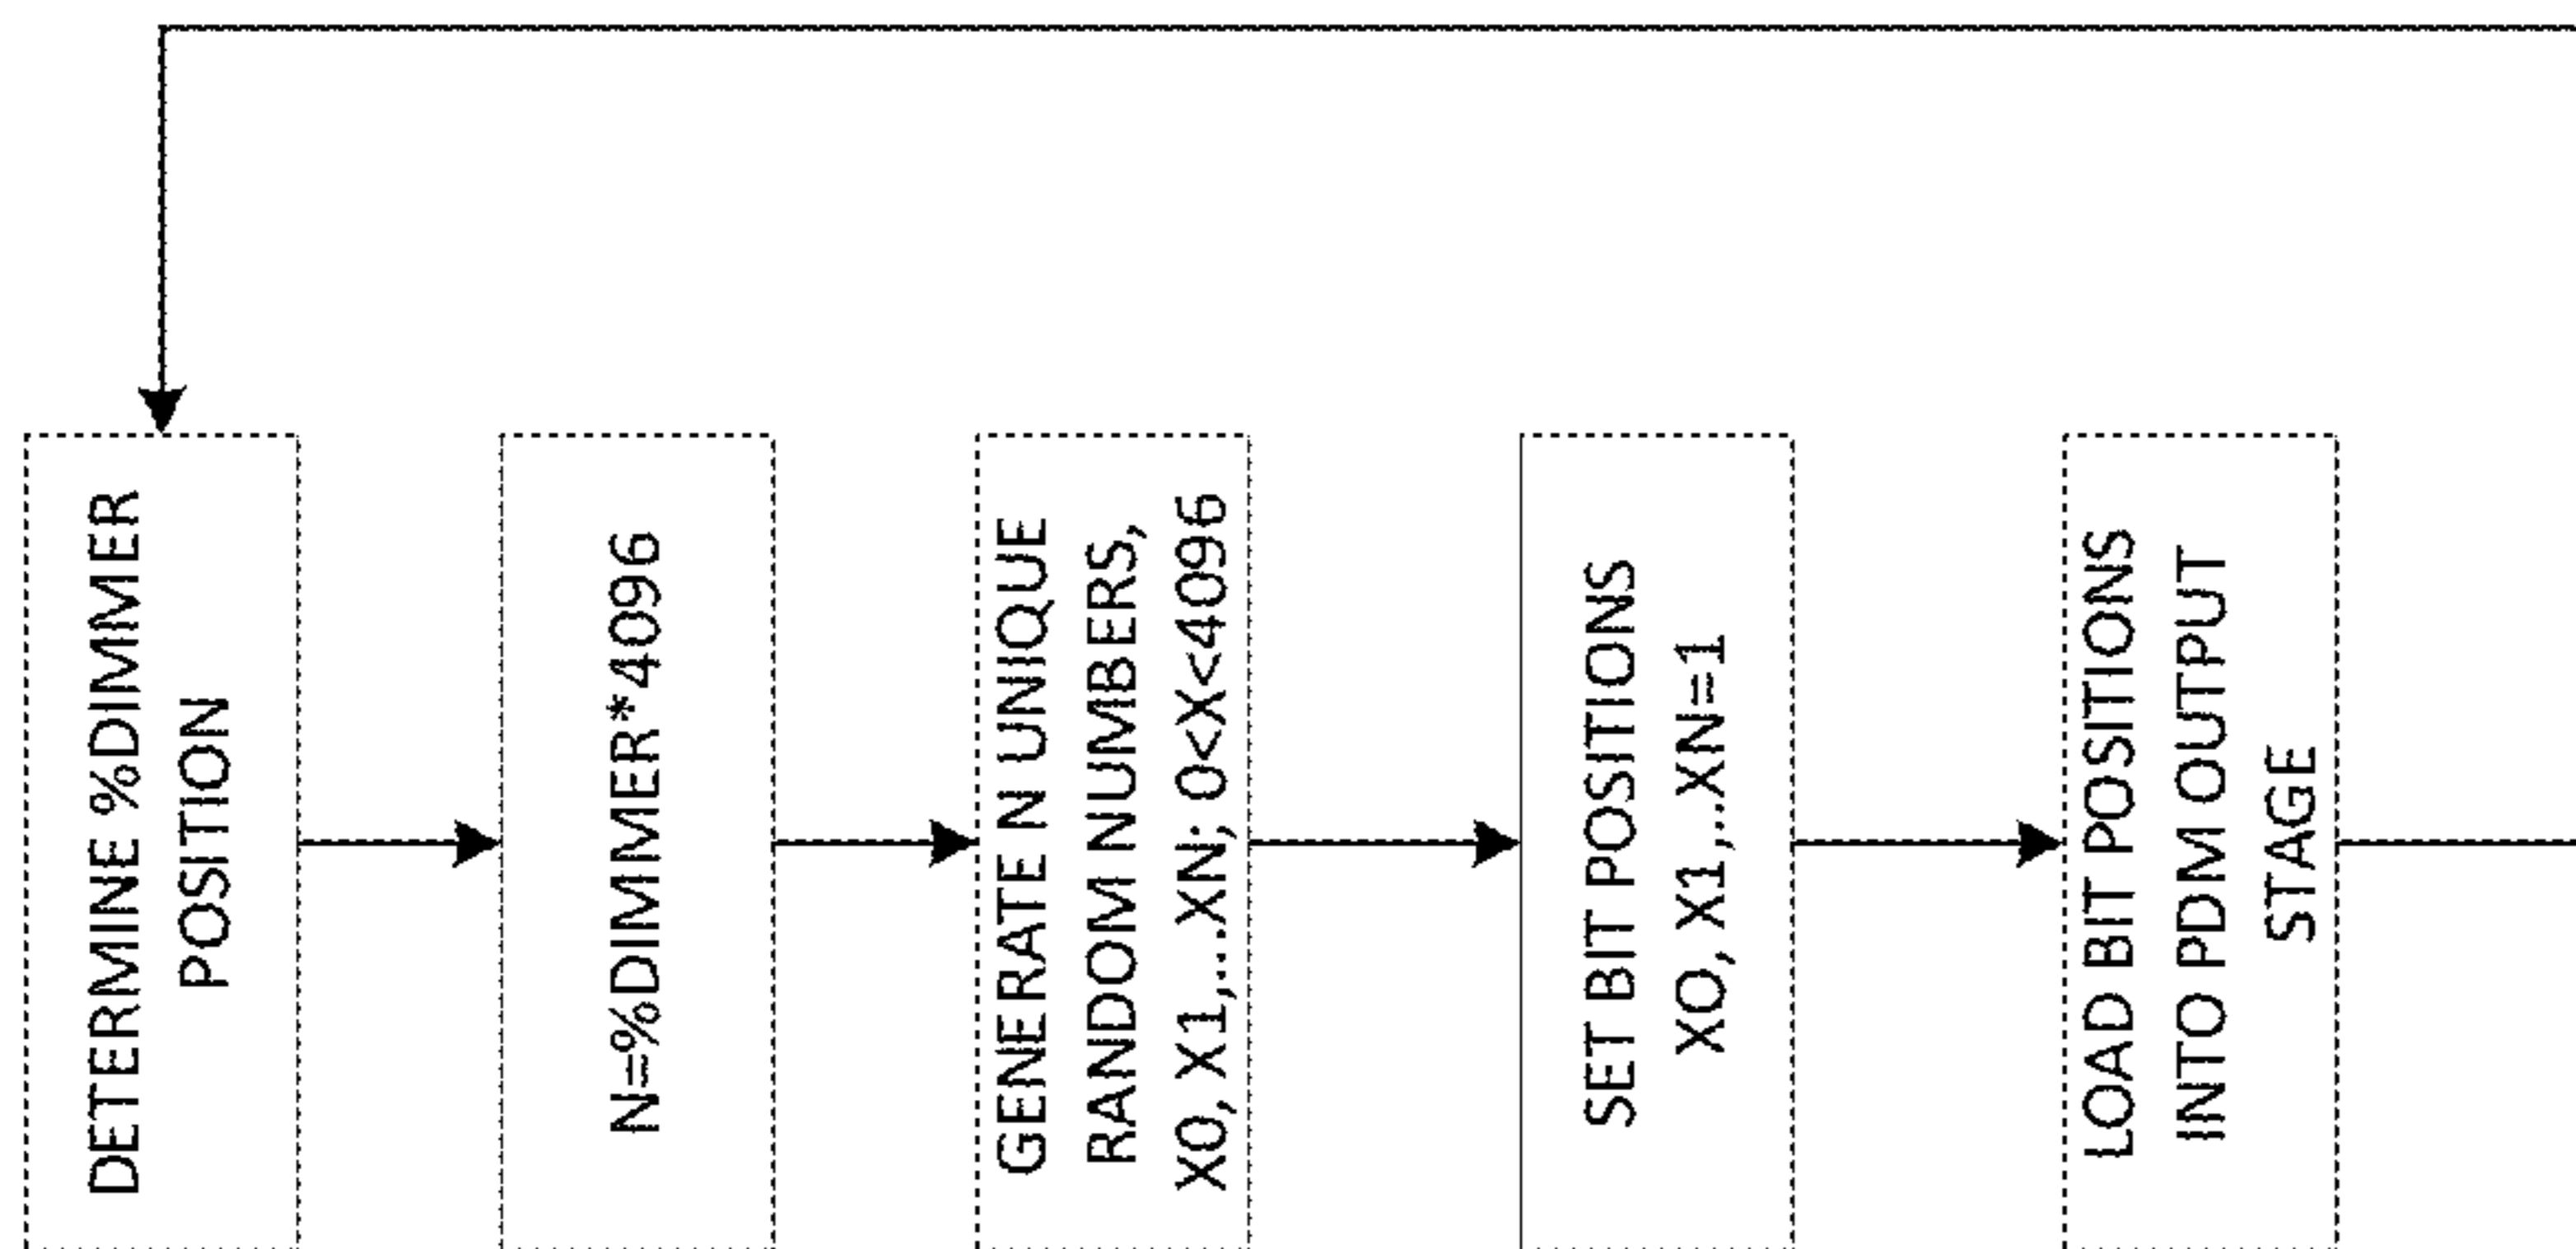 DETERMINE %DIMMER
POSITION
N=%DIMMER*4096
GENERATE N UNIQUE
RANDOM NUMBERS,
X0, X1,...XN; 0<X<4096
SET BIT POSITIONS
XO, X1,...XN=1
LOAD BIT POSITIONS
INTO PDM OUTPUT
STAGE